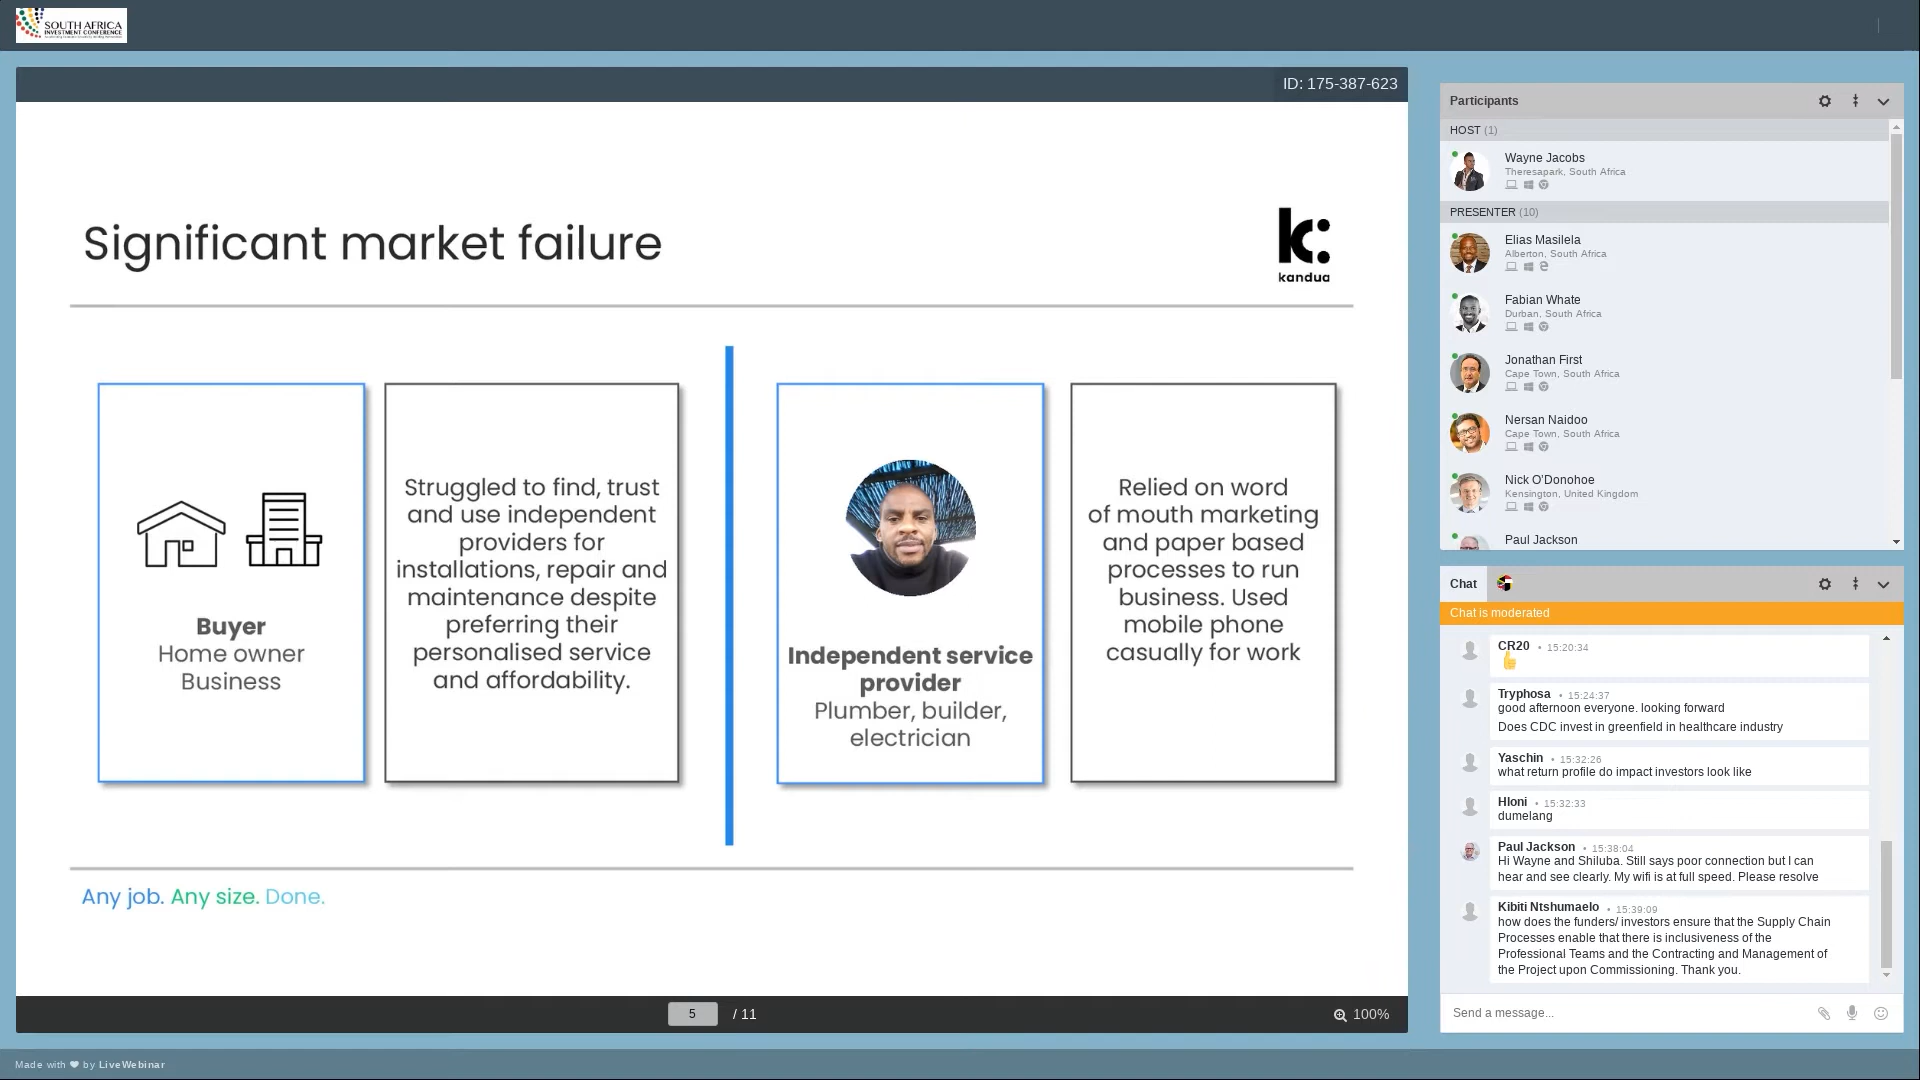 SOUTH AFRICA
INVESTMENT CONFERENCE
ID: 175-387-623
Significant market failure
k:
kandua
Buyer
Home owner
Business
Struggled to find, trust
and use independent
providers for
installations, repair and
maintenance despite
preferring their
personalised service
and affordability.
Independent service
provider
Plumber, builder,
electrician
Relied on word
of mouth marketing
and paper based
processes to run
business. Used
mobile phone
casually for work
Any job. Any size. Done.
5 / 11
100%
Participants
HOST (1)
Wayne Jacobs
Theresapark, South Africa
PRESENTER (10)
Elias Masilela
Alberton, South Africa
Fabian Whate
Durban, South Africa
Jonathan First
Cape Town, South Africa
Nersan Naidoo
Cape Town, South Africa
Nick O'Donohoe
Kensington, United Kingdom
Paul Jackson
Chat
Chat is moderated
CR20 • 15:20:34
Tryphosa • 15:24:37
good afternoon everyone. looking forward
Does CDC invest in greenfield in healthcare industry
Yaschin • 15:32:26
what return profile do impact investors look like
Hloni • 15:32:33
dumelang
Paul Jackson • 15:38:04
Hi Wayne and Shiluba. Still says poor connection but I can
hear and see clearly. My wifi is at full speed. Please resolve
Kibiti Ntshumaelo • 15:39:09
how does the funders/ investors ensure that the Supply Chain
Processes enable that there is inclusiveness of the
Professional Teams and the Contracting and Management of
the Project upon Commissioning. Thank you.
Send a message...
Made with ❤ by LiveWebinar